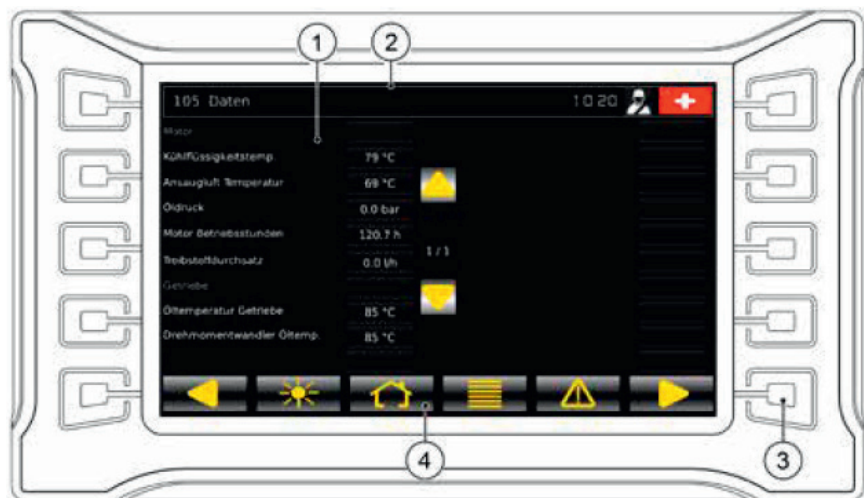 1
2
105 Daten 10 20
Motor
Kühlflüssigkeitstemp. 79 °C
Ansaugluft Temperatur 69 °C
Öldruck 0.0 bar
Motor Betriebsstunden 120.7 h
1 / 1
Treibstoffdurchsatz 0.0 l/h
Getriebe
Öltemperatur Getriebe 85 °C
Drehmomentwandler Öltemp. 85 °C
4
3